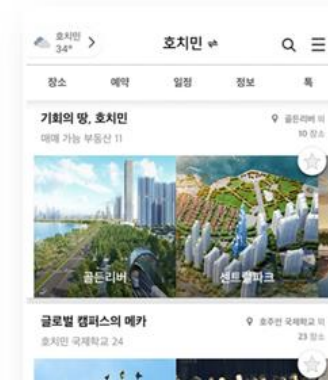 호치민
34°
호치민
장소 예약 일정 정보 톡
기회의 땅, 호치민
골든리버 외
매매 가능 부동산 11
10 장소
골든리버
센트럴파크
글로벌 캠퍼스의 메카
호주런 국제학교 외
호치민 국제학교 24
23 장소